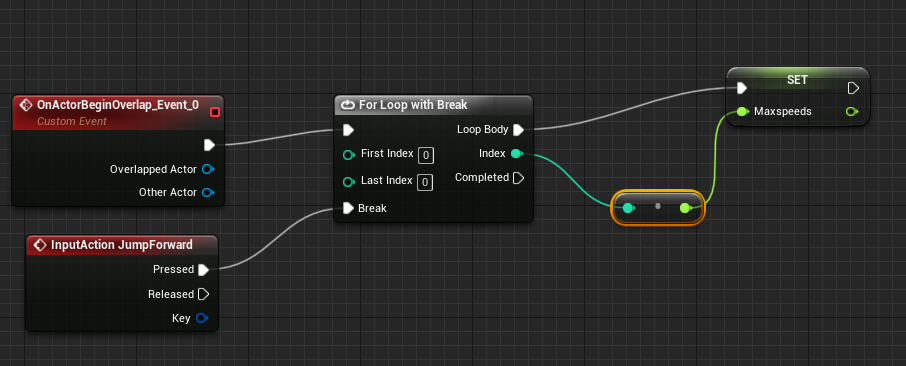 OnActorBeginOverlap_Event_0
Custom Event
Overlapped Actor
Other Actor
InputAction JumpForward
Pressed
Released
Key
For Loop with Break
Loop Body
First Index 0
Index
Last Index 0
Completed
Break
SET
Maxspeeds